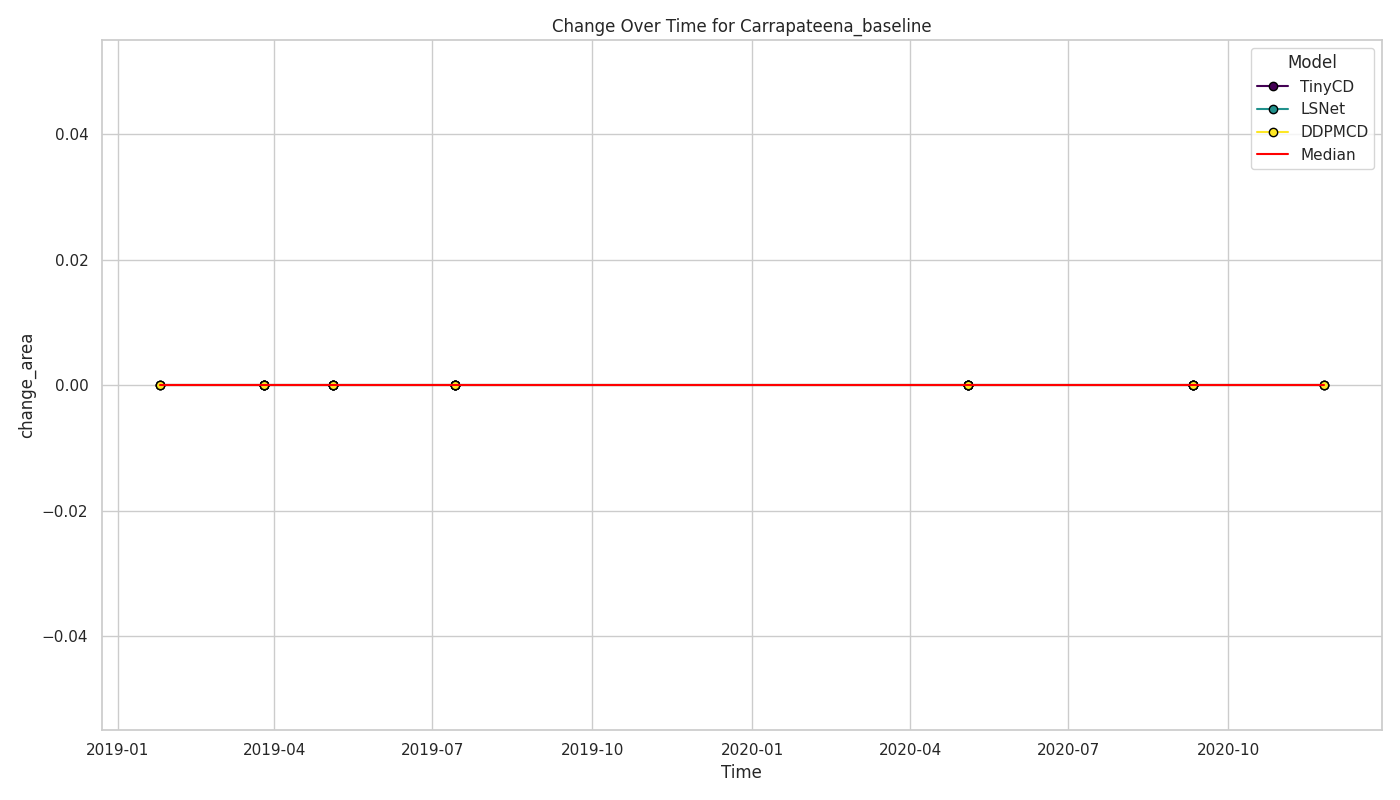 Change Over Time for Carrapateena_baseline
Model
TinyCD
LSNet
DDPMCD
Median
0.04
0.02
0.00
−0.02
−0.04
change_area
2019-01 2019-04 2019-07 2019-10 2020-01 2020-04 2020-07 2020-10
Time